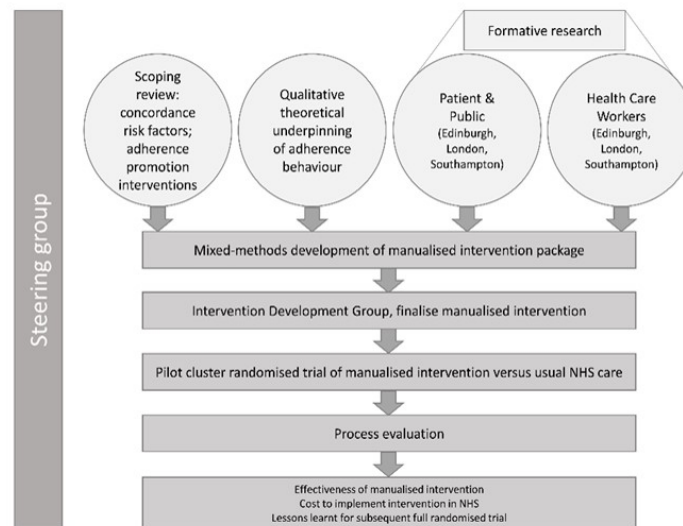 Steering group
Formative research
Scoping
review:
concordance
risk factors;
adherence
promotion
interventions
Qualitative
theoretical
underpinning
of adherence
behaviour
Patient &
Public
(Edinburgh,
London,
Southampton)
Health Care
Workers
(Edinburgh,
London,
Southampton)
Mixed-methods development of manualised intervention package
Intervention Development Group, finalise manualised intervention
Pilot cluster randomised trial of manualised intervention versus usual NHS care
Process evaluation
Effectiveness of manualised intervention
Cost to implement intervention in NHS
Lessons learnt for subsequent full randomised trial